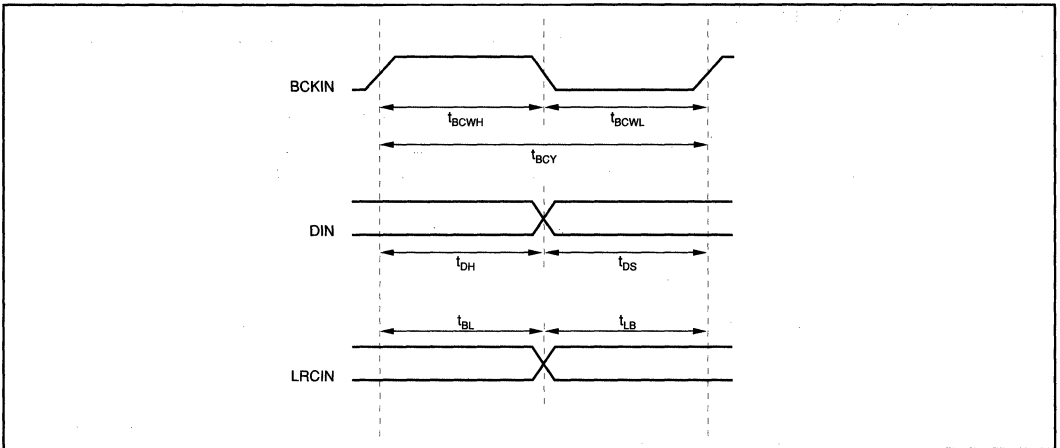 BCKIN
tBCWH tBCWL
tBCY
DIN
tDH tDS
tBL tLB
LRCIN